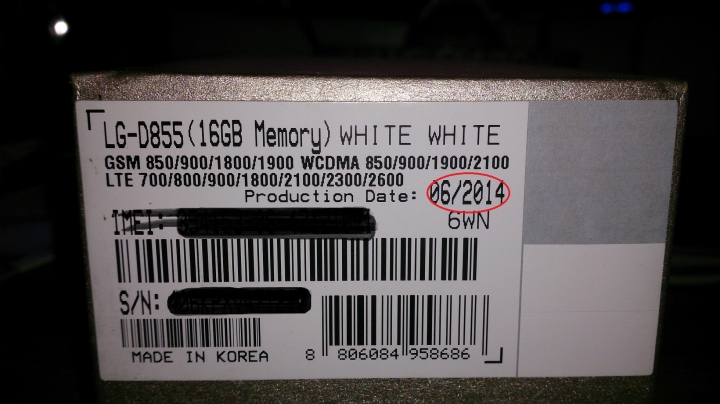 LG-D855(16GB Memory) WHITE WHITE
GSM 850/900/1800/1900 WCDMA 850/900/1900/2100
LTE 700/800/900/1800/2100/2300/2600
Production Date: 06/2014
IMEI:
6WN
S/N:
MADE IN KOREA
8 806084 958686